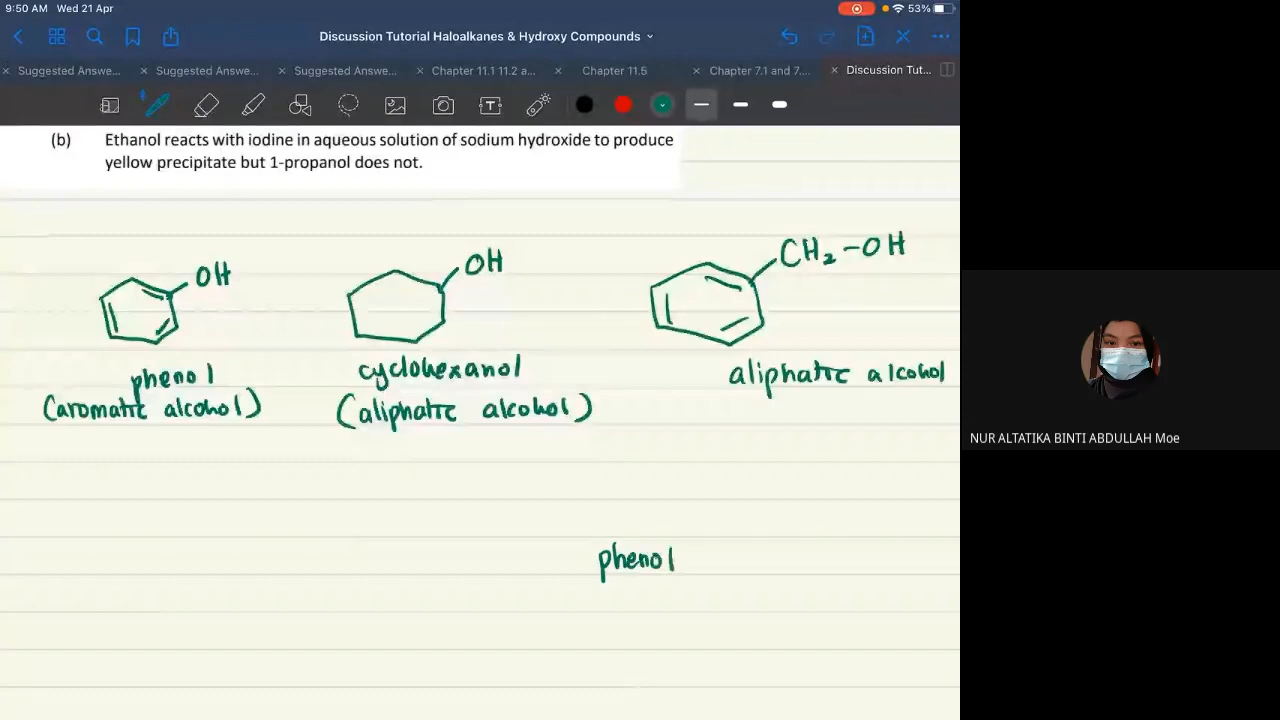 9:50 AM Wed 21 Apr
53%
Discussion Tutorial Haloalkanes & Hydroxy Compounds
Suggested Answe...
Suggested Answe...
Suggested Answe...
Chapter 11.1 11.2 a...
Chapter 11.5
Chapter 7.1 and 7....
Discussion Tut...
(b) Ethanol reacts with iodine in aqueous solution of sodium hydroxide to produce
yellow precipitate but 1-propanol does not.
OH
OH
CH₂-OH
phenol
(aromatic alcohol)
cyclohexanol
(aliphatic alcohol)
aliphatic alcohol
phenol
NUR ALTATIKA BINTI ABDULLAH Moe